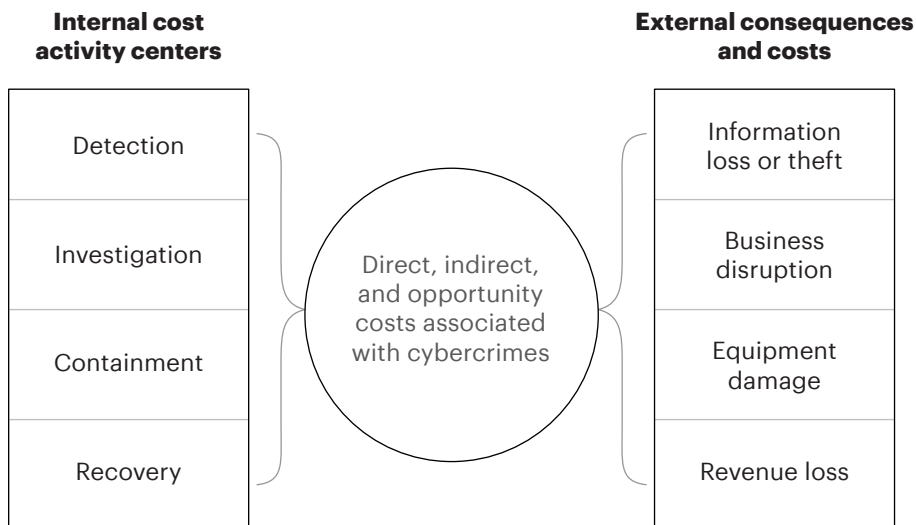 Internal cost
activity centers
Detection
Investigation
Containment
Recovery
Direct, indirect,
and opportunity
costs associated
with cybercrimes
External consequences
and costs
Information
loss or theft
Business
disruption
Equipment
damage
Revenue loss